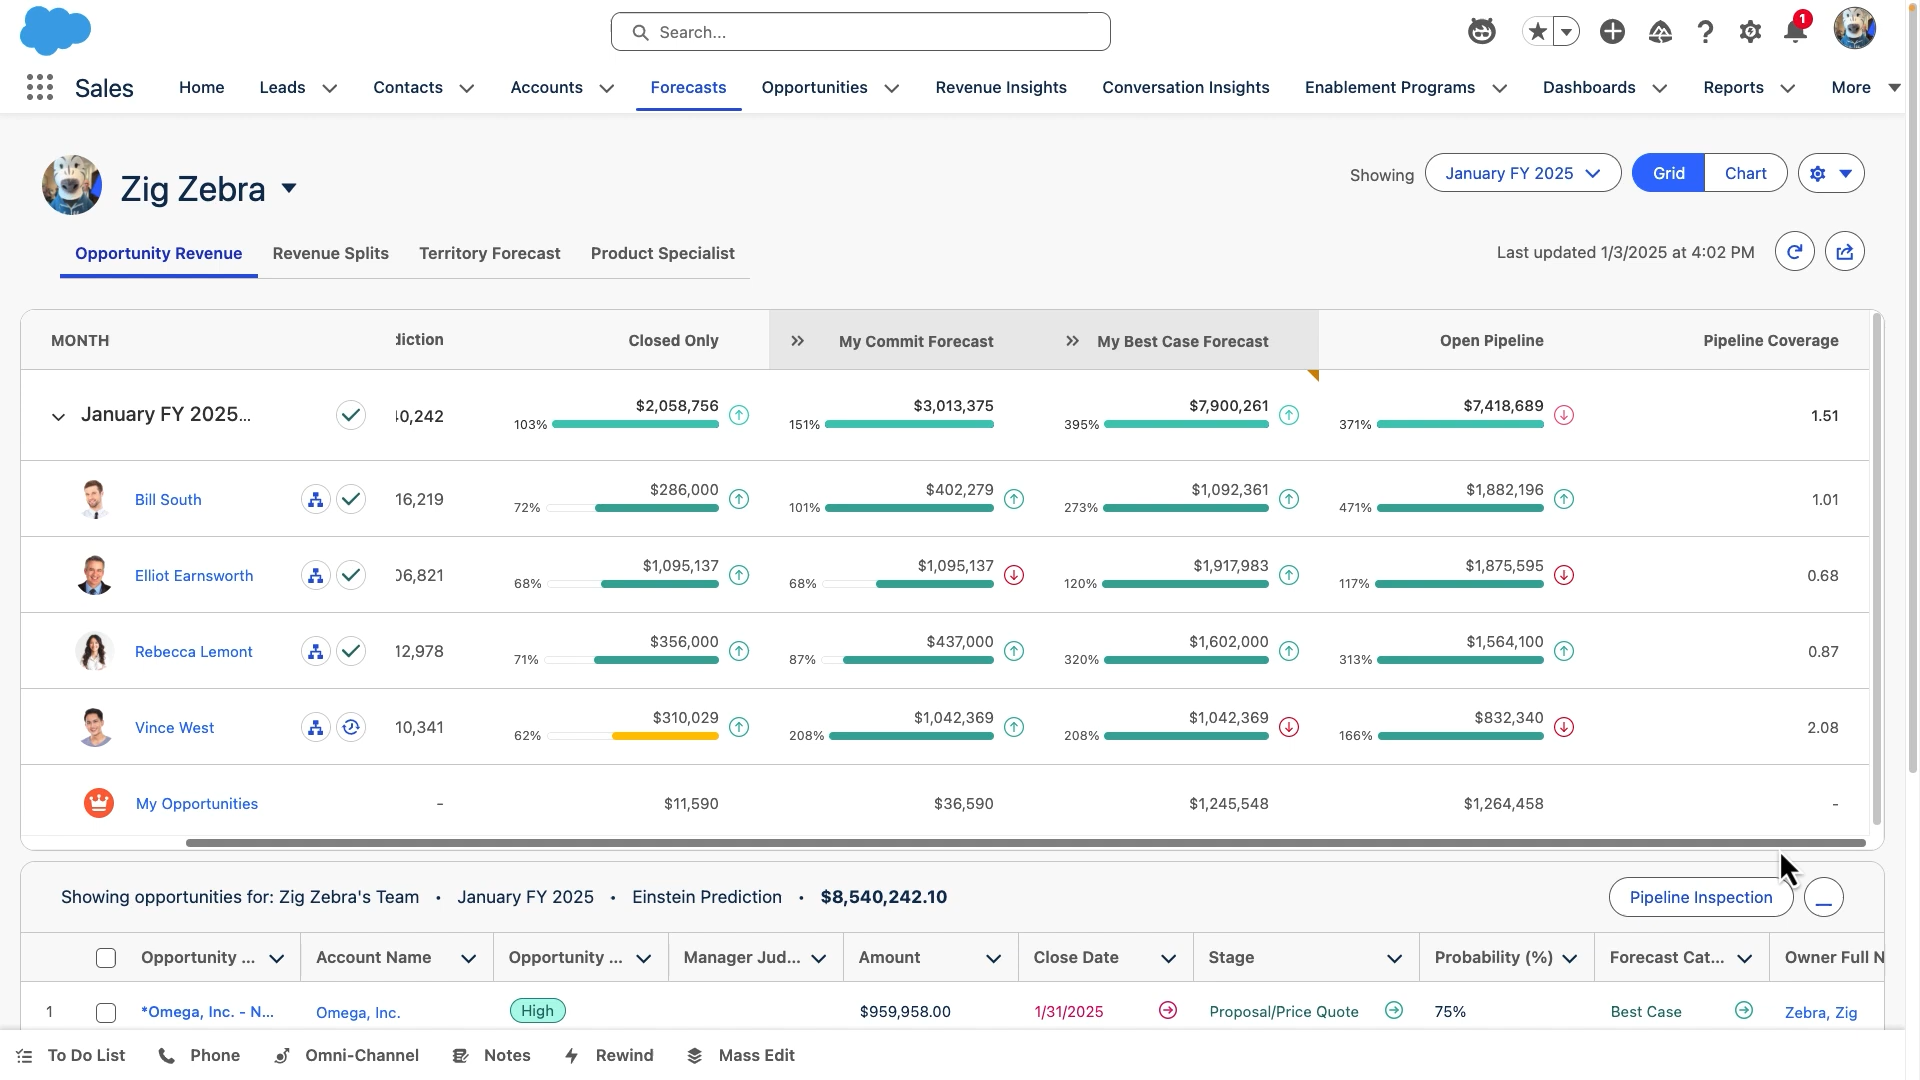 Search...
1
Sales
Home Leads Contacts Accounts Forecasts Opportunities Revenue Insights Conversation Insights Enablement Programs Dashboards Reports More
Zig Zebra
Showing January FY 2025 Grid Chart
Opportunity Revenue Revenue Splits Territory Forecast Product Specialist
Last updated 1/3/2025 at 4:02 PM
MONTH diction Closed Only My Commit Forecast My Best Case Forecast Open Pipeline Pipeline Coverage
January FY 2025... 40,242 103% $2,058,756 151% $3,013,375 395% $7,900,261 371% $7,418,689 1.51
Bill South 16,219 72% $286,000 101% $402,279 273% $1,092,361 471% $1,882,196 1.01
Elliot Earnsworth 06,821 68% $1,095,137 68% $1,095,137 120% $1,917,983 117% $1,875,595 0.68
Rebecca Lemont 12,978 71% $356,000 87% $437,000 320% $1,602,000 313% $1,564,100 0.87
Vince West 10,341 62% $310,029 208% $1,042,369 208% $1,042,369 166% $832,340 2.08
My Opportunities - $11,590 $36,590 $1,245,548 $1,264,458 -
Showing opportunities for: Zig Zebra's Team • January FY 2025 • Einstein Prediction • $8,540,242.10
Pipeline Inspection
Opportunity ... Account Name Opportunity ... Manager Jud... Amount Close Date Stage Probability (%) Forecast Cat... Owner Full N
1 *Omega, Inc. - N... Omega, Inc. High $959,958.00 1/31/2025 Proposal/Price Quote 75% Best Case Zebra, Zig
To Do List Phone Omni-Channel Notes Rewind Mass Edit